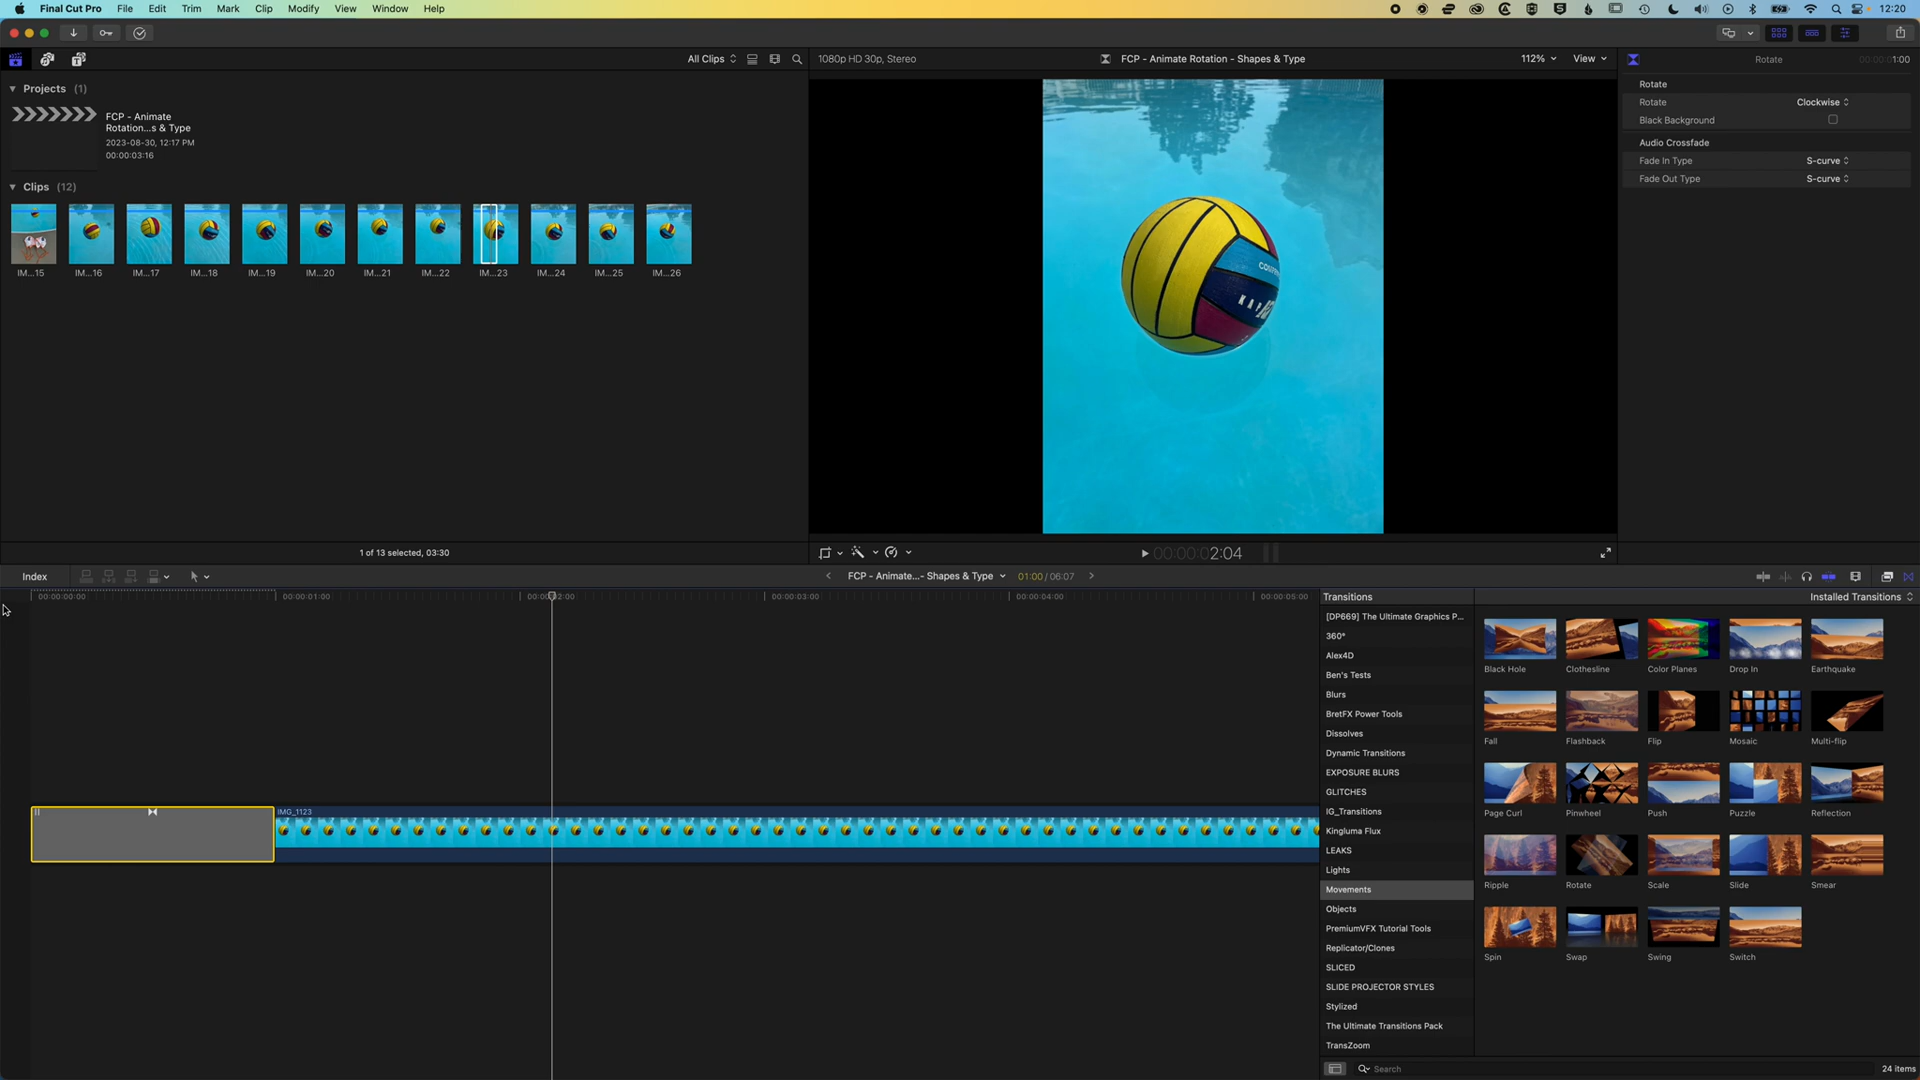 Final Cut Pro File Edit Trim Mark Clip Modify View Window Help 12:20
All Clips 1080p HD 30p, Stereo FCP - Animate Rotation - Shapes & Type 112% View Rotate 1:00
Projects (1)
FCP - Animate
Rotation...s & Type
2023-08-30, 12:17 PM
00:00:03:16
Clips (12)
IM...15 IM...16 IM...17 IM...18 IM...19 IM...20 IM...21 IM...22 IM...23 IM...24 IM...25 IM...26
1 of 13 selected, 03:30
KAP
00:00:00:2:04
Rotate
Rotate Clockwise
Black Background
Audio Crossfade
Fade In Type S-curve
Fade Out Type S-curve
Index FCP - Animate...- Shapes & Type 01:00 / 06:07
00:00:00:00 00:00:01:00 00:00:02:00 00:00:03:00 00:00:04:00 00:00:05:00
IMG_1123
Transitions Installed Transitions
[DP669] The Ultimate Graphics P...
360°
Alex4D
Ben's Tests
Blurs
BretFX Power Tools
Dissolves
Dynamic Transitions
EXPOSURE BLURS
GLITCHES
IG_Transitions
Kingluma Flux
LEAKS
Lights
Movements
Objects
PremiumVFX Tutorial Tools
Replicator/Clones
SLICED
SLIDE PROJECTOR STYLES
Stylized
The Ultimate Transitions Pack
TransZoom
Black Hole Clothesline Color Planes Drop In Earthquake
Fall Flashback Flip Mosaic Multi-flip
Page Curl Pinwheel Push Puzzle Reflection
Ripple Rotate Scale Slide Smear
Spin Swap Swing Switch
Search 24 items